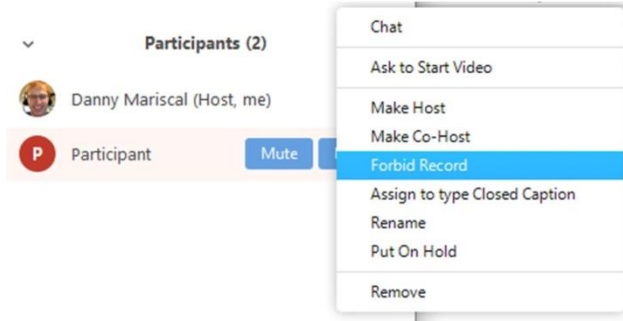 Participants (2)
Danny Mariscal (Host, me)
P Participant Mute
Chat
Ask to Start Video
Make Host
Make Co-Host
Forbid Record
Assign to type Closed Caption
Rename
Put On Hold
Remove